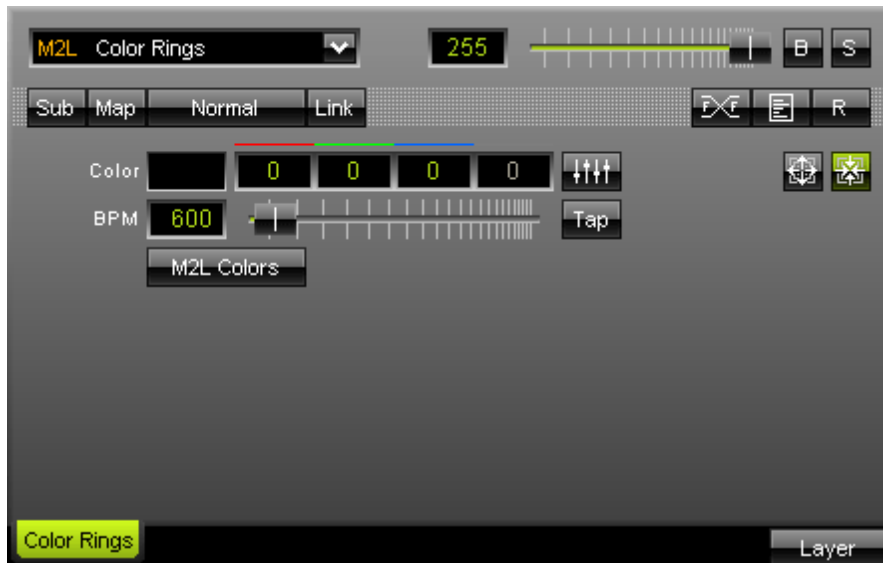 M2L Color Rings 255 B S
Sub Map Normal Link R
Color 0 0 0 0
BPM 600 Tap
M2L Colors
Color Rings Layer